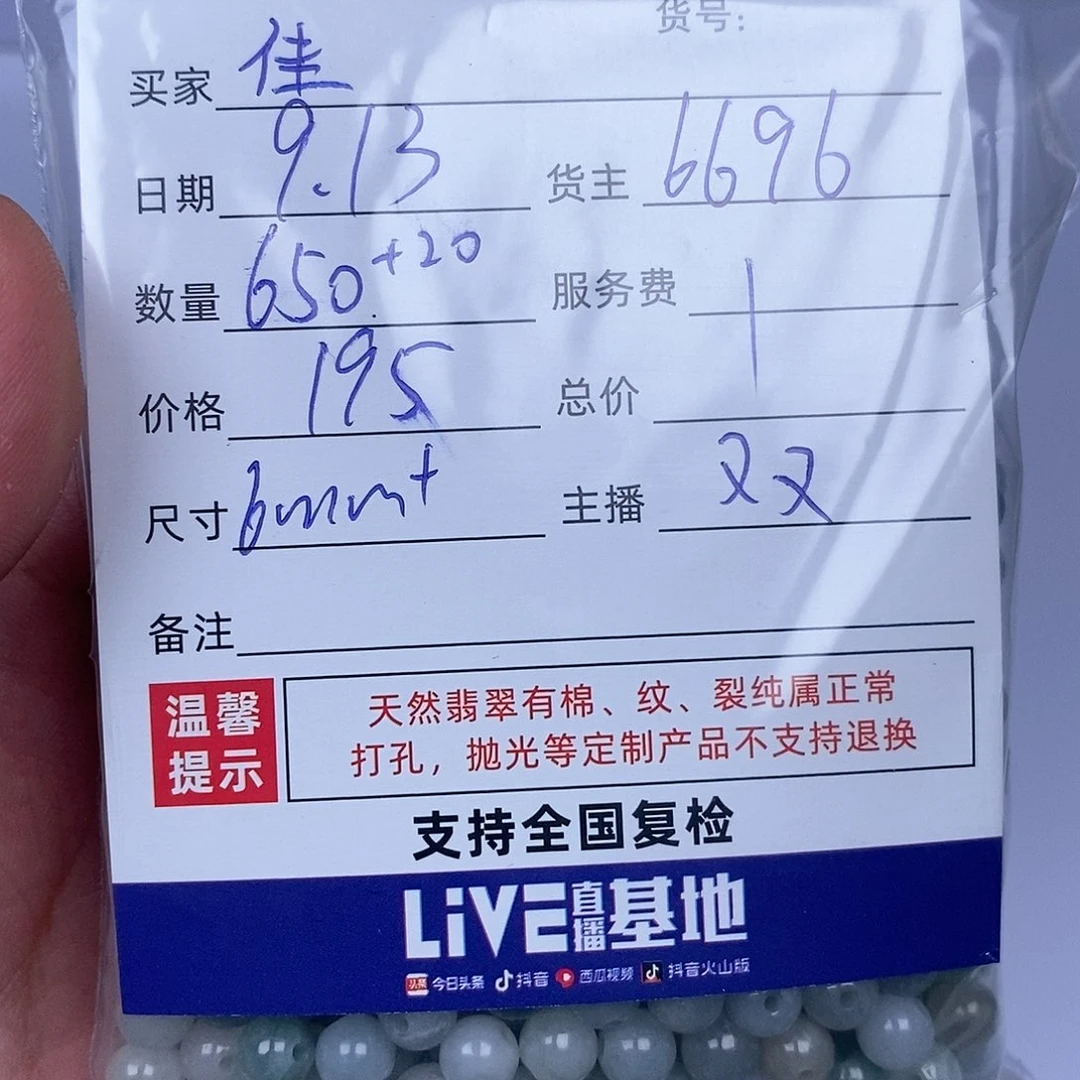 货号:
买家 佳
日期 9.13 货主 6696
数量 650+20 服务费
价格 195 总价
尺寸 6mm+ 主播 又又
备注
温馨提示
天然翡翠有棉、纹、裂纯属正常
打孔，抛光等定制产品不支持退换
支持全国复检
LiVE直播基地
头条 今日头条 抖音 西瓜视频 抖音火山版